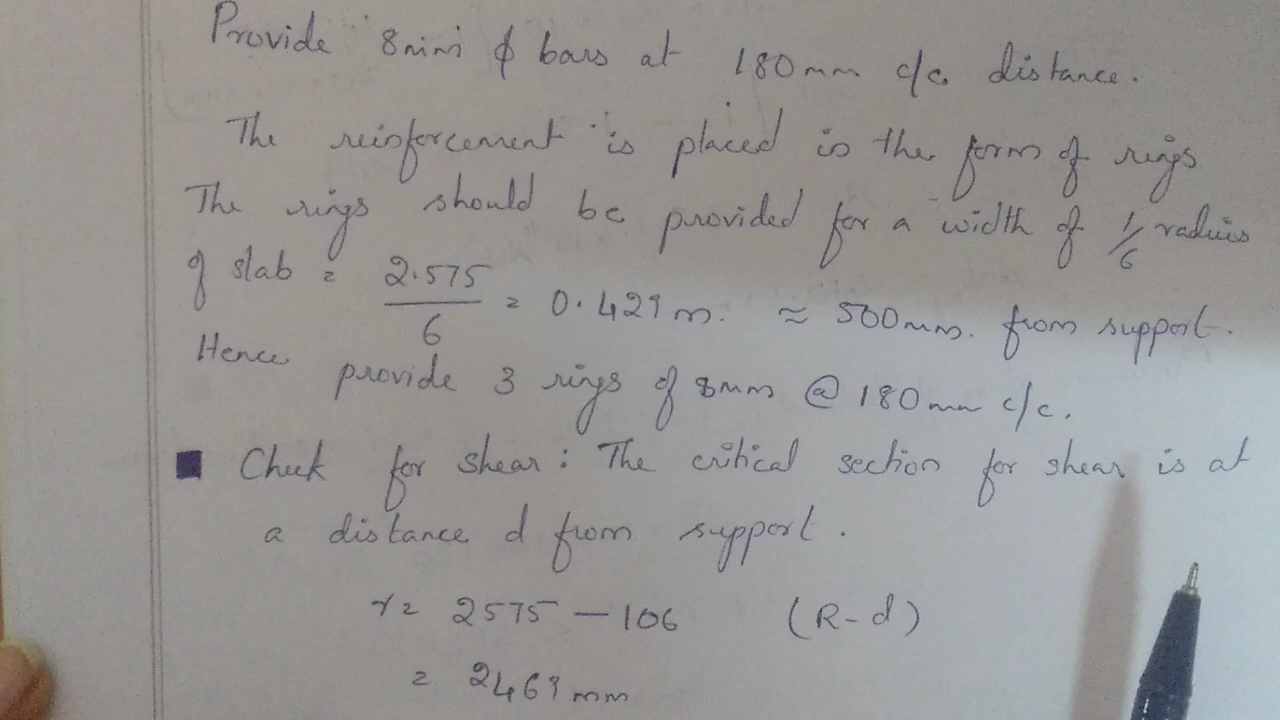 Provide 8mm ϕ bars at 180mm c/c distance.
The reinforcement is placed in the form of rings
The rings should be provided for a width of 1/6 radius
of slab = 2.575/6 = 0.429 m. ≈ 500mm. from support.
Hence provide 3 rings of 8mm @ 180mm c/c.
■ Check for shear : The critical section for shear is at
a distance d from support.
r = 2575 - 106 (R-d)
= 2469 mm